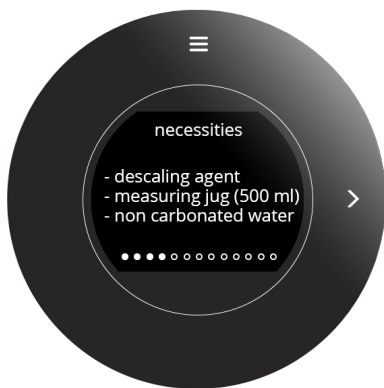 necessities
- descaling agent
- measuring jug (500 ml)
- non carbonated water